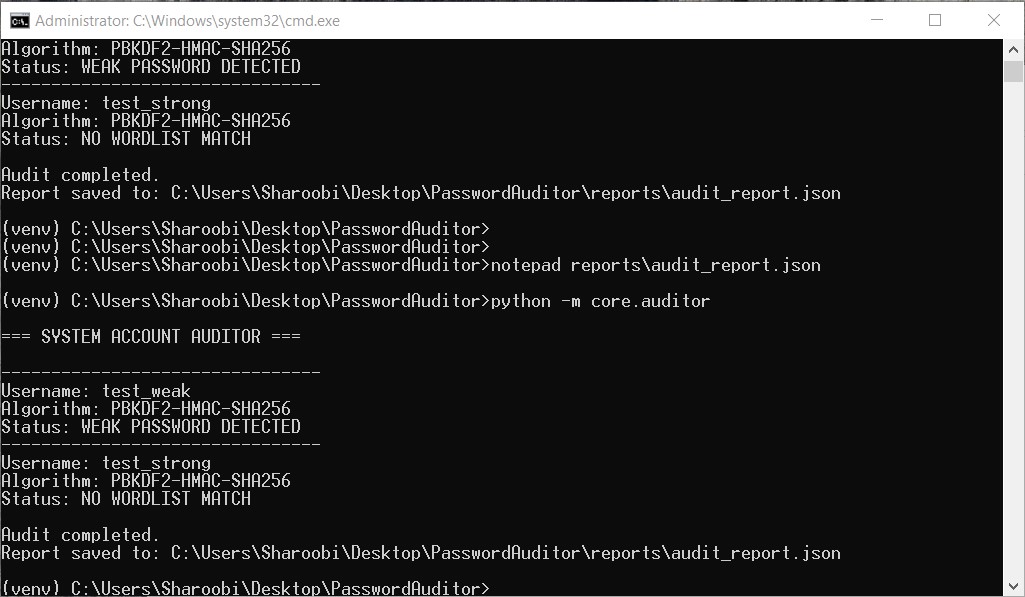 Administrator: C:\Windows\system32\cmd.exe
Algorithm: PBKDF2-HMAC-SHA256
Status: WEAK PASSWORD DETECTED
--------------------------------
Username: test_strong
Algorithm: PBKDF2-HMAC-SHA256
Status: NO WORDLIST MATCH
Audit completed.
Report saved to: C:\Users\Sharoobi\Desktop\PasswordAuditor\reports\audit_report.json
(venv) C:\Users\Sharoobi\Desktop\PasswordAuditor>
(venv) C:\Users\Sharoobi\Desktop\PasswordAuditor>
(venv) C:\Users\Sharoobi\Desktop\PasswordAuditor>notepad reports\audit_report.json
(venv) C:\Users\Sharoobi\Desktop\PasswordAuditor>python -m core.auditor
=== SYSTEM ACCOUNT AUDITOR ===
--------------------------------
Username: test_weak
Algorithm: PBKDF2-HMAC-SHA256
Status: WEAK PASSWORD DETECTED
--------------------------------
Username: test_strong
Algorithm: PBKDF2-HMAC-SHA256
Status: NO WORDLIST MATCH
Audit completed.
Report saved to: C:\Users\Sharoobi\Desktop\PasswordAuditor\reports\audit_report.json
(venv) C:\Users\Sharoobi\Desktop\PasswordAuditor>